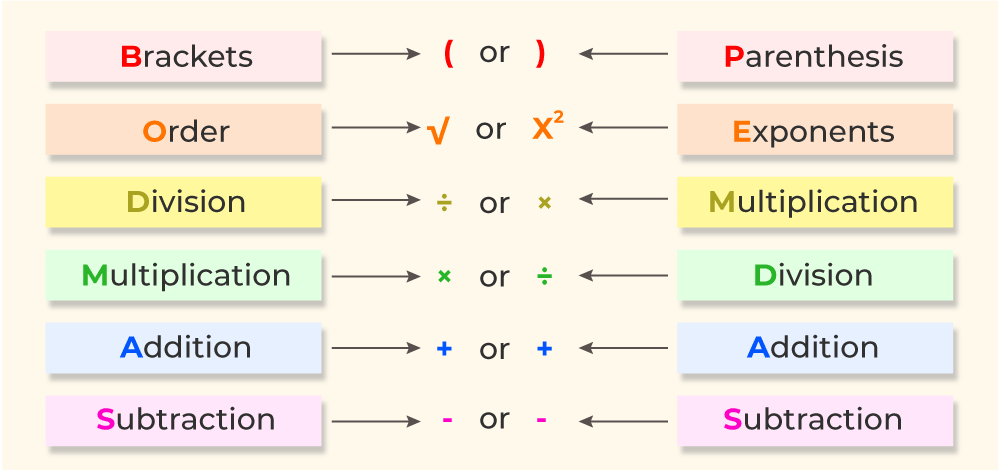 Brackets ( or ) Parenthesis
Order √ or X² Exponents
Division ÷ or × Multiplication
Multiplication × or ÷ Division
Addition + or + Addition
Subtraction - or - Subtraction